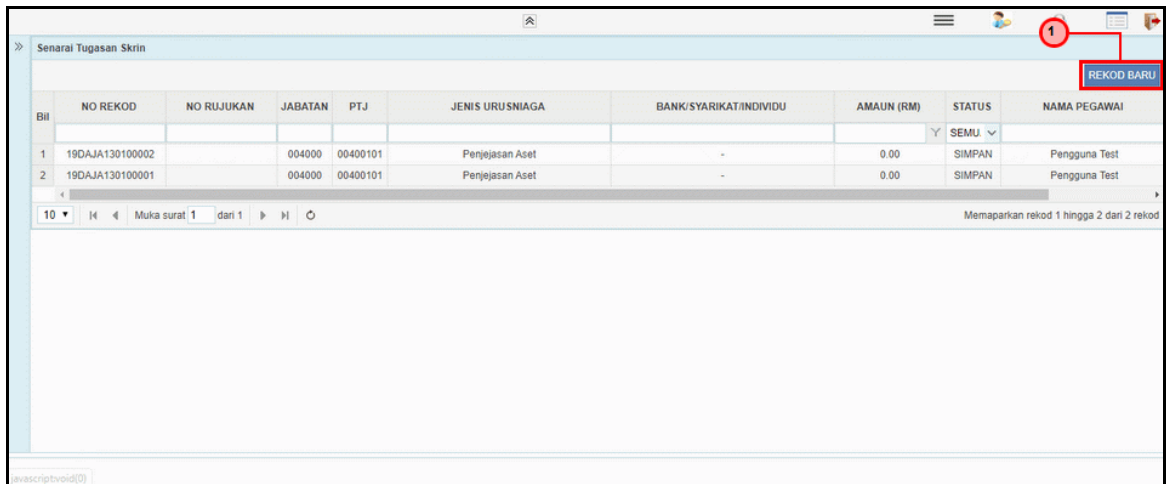 1
Senarai Tugasan Skrin
REKOD BARU
Bil NO REKOD NO RUJUKAN JABATAN PTJ JENIS URUSNIAGA BANK/SYARIKAT/INDIVIDU AMAUN (RM) STATUS NAMA PEGAWAI
SEMU.
1 19DAJA130100002 004000 00400101 Penjejasan Aset - 0.00 SIMPAN Pengguna Test
2 19DAJA130100001 004000 00400101 Penjejasan Aset - 0.00 SIMPAN Pengguna Test
10 Muka surat 1 dari 1 Memaparkan rekod 1 hingga 2 dari 2 rekod
javascript:void(0)